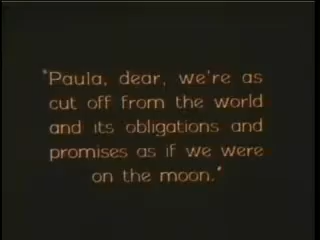 "Paula, dear, we're as
cut off from the world
and its obligations and
promises as if we were
on the moon."